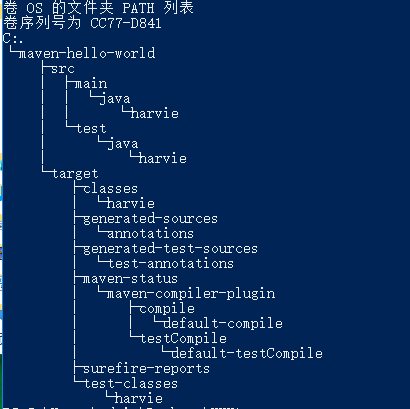 卷 OS 的文件夹 PATH 列表
卷序列号为 CC77-D841
C:.
└─maven-hello-world
    ├─src
    │  ├─main
    │  │  └─java
    │  │      └─harvie
    │  └─test
    │      └─java
    │          └─harvie
    └─target
        ├─classes
        │  └─harvie
        ├─generated-sources
        │  └─annotations
        ├─generated-test-sources
        │  └─test-annotations
        ├─maven-status
        │  └─maven-compiler-plugin
        │      ├─compile
        │      │  └─default-compile
        │      └─testCompile
        │          └─default-testCompile
        ├─surefire-reports
        └─test-classes
            └─harvie